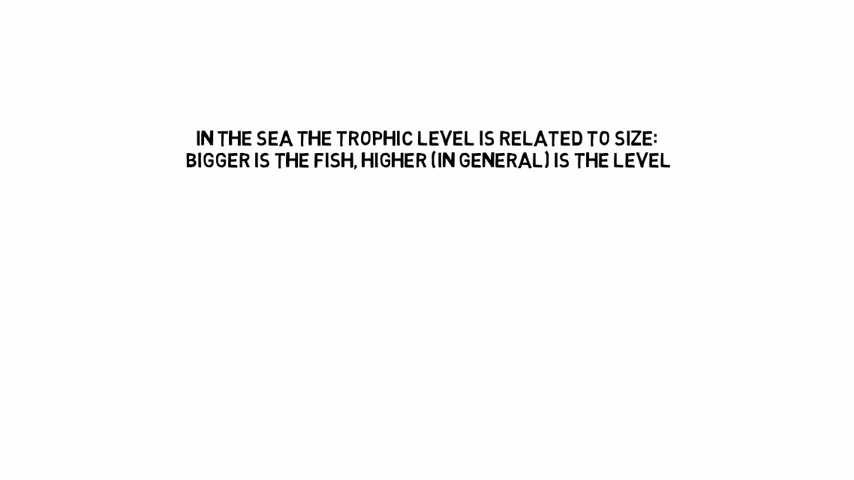 IN THE SEA THE TROPHIC LEVEL IS RELATED TO SIZE:
BIGGER IS THE FISH, HIGHER (IN GENERAL) IS THE LEVEL